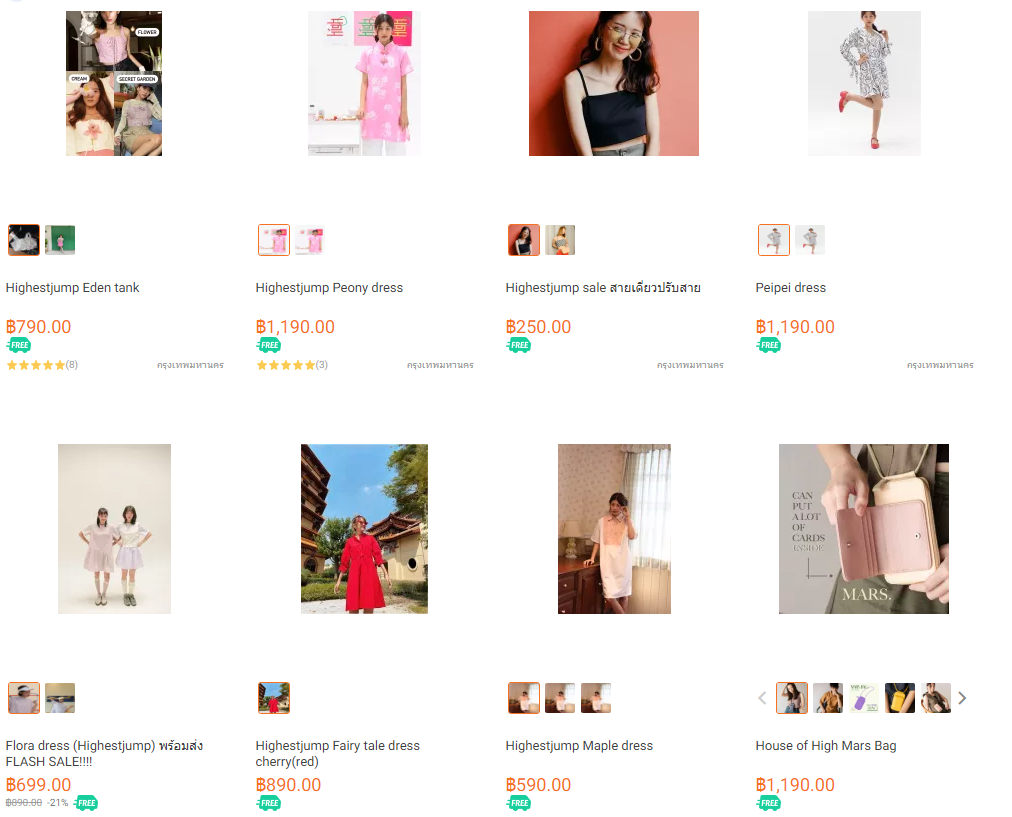 FLOWER
CREAM
SECRET GARDEN
Highestjump Eden tank
฿790.00
FREE
(8)
กรุงเทพมหานคร
Highestjump Peony dress
฿1,190.00
FREE
(3)
กรุงเทพมหานคร
Highestjump sale สายเดี่ยวปรับสาย
฿250.00
FREE
กรุงเทพมหานคร
Peipei dress
฿1,190.00
FREE
กรุงเทพมหานคร
CAN
PUT
A LOT
OF
CARDS
INSIDE
MARS.
Flora dress (Highestjump) พร้อมส่ง
FLASH SALE!!!!
฿699.00
฿890.00 -21% FREE
Highestjump Fairy tale dress
cherry(red)
฿890.00
FREE
Highestjump Maple dress
฿590.00
FREE
House of High Mars Bag
฿1,190.00
FREE